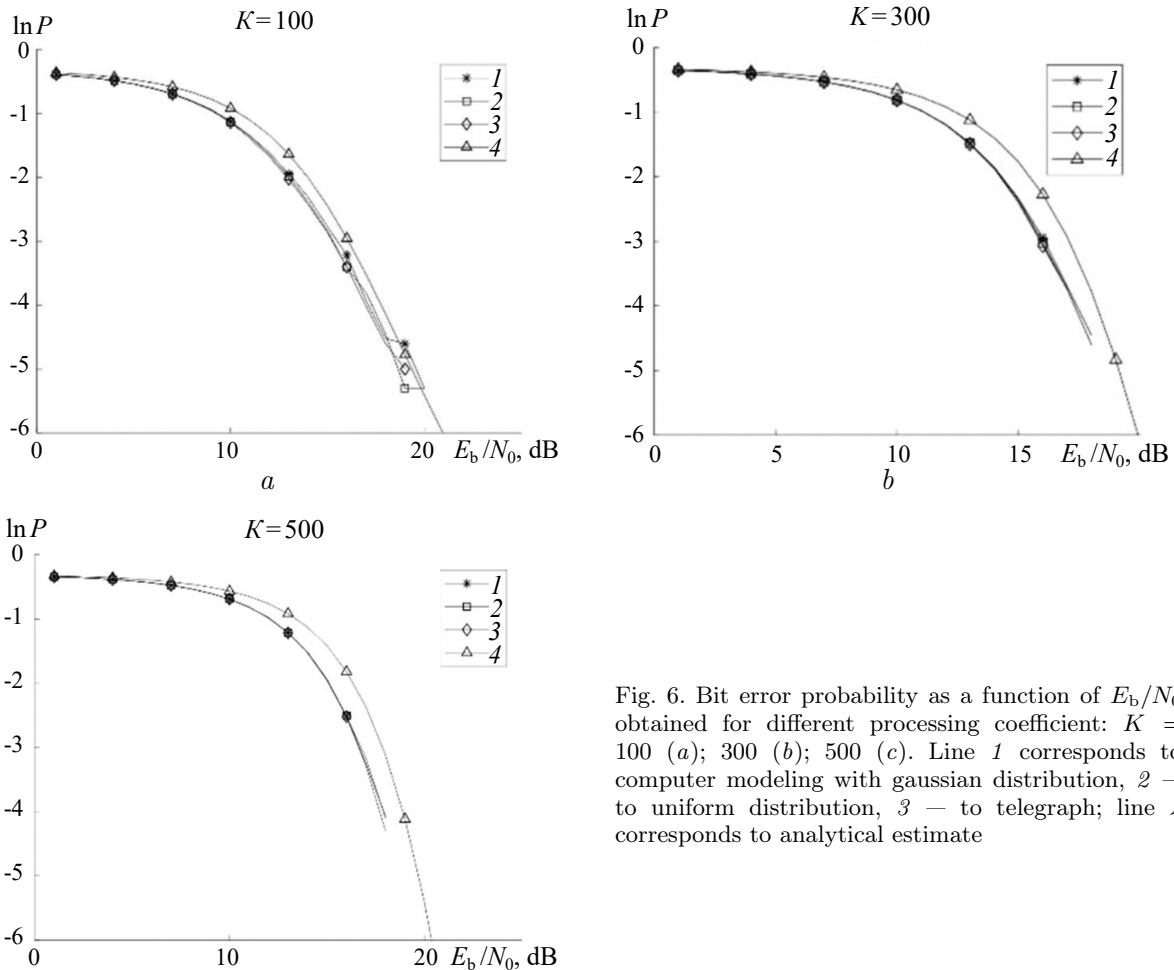 ln P
K=100
0
-1
-2
-3
-4
-5
-6
0
10
20
E_b/N_0, dB
1
2
3
4
a
ln P
K=300
0
-1
-2
-3
-4
-5
-6
0
5
10
15
E_b/N_0, dB
1
2
3
4
b
ln P
K=500
0
-1
-2
-3
-4
-5
-6
0
10
20
E_b/N_0, dB
1
2
3
4
Fig. 6. Bit error probability as a function of E_b/N_0
obtained for different processing coefficient: K =
100 (a); 300 (b); 500 (c). Line 1 corresponds to
computer modeling with gaussian distribution, 2 —
to uniform distribution, 3 — to telegraph; line
corresponds to analytical estimate